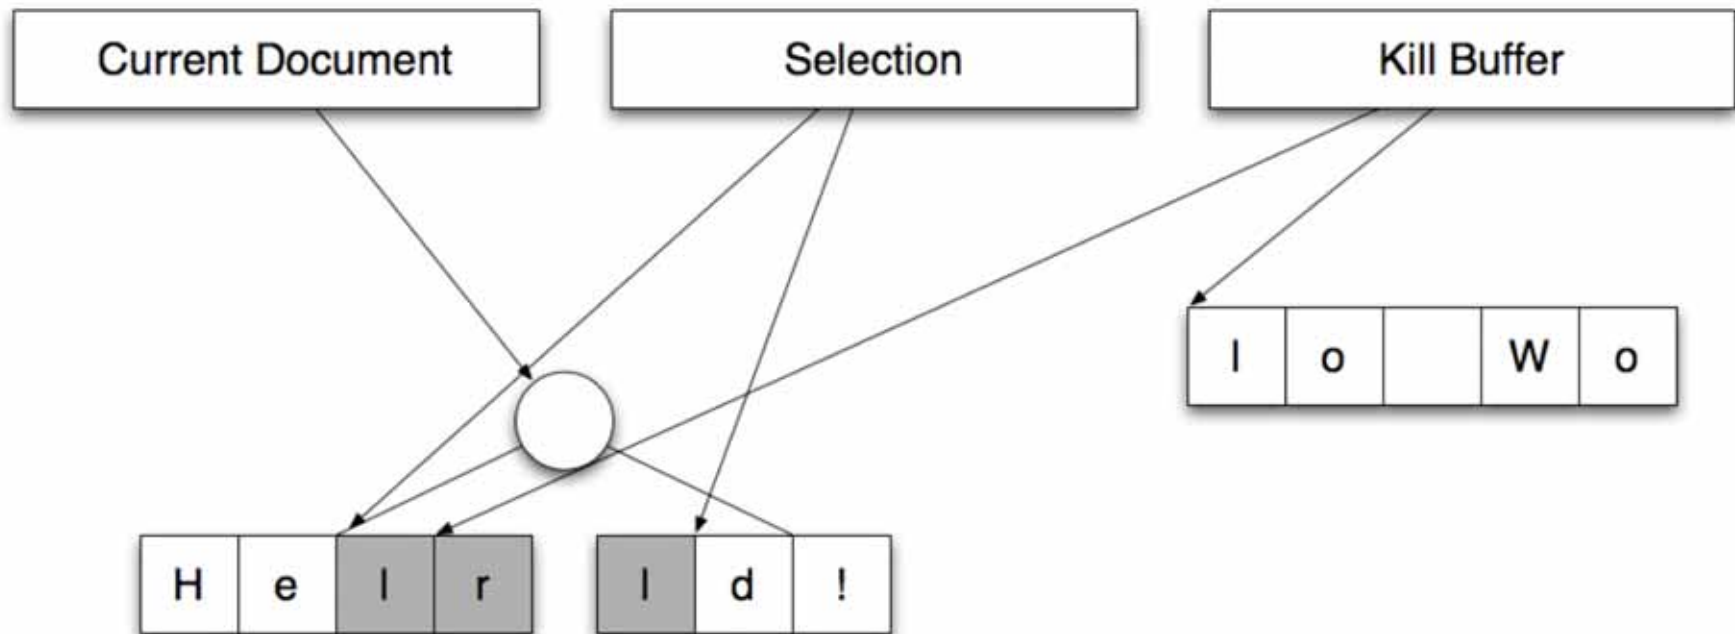 Current Document
Selection
Kill Buffer
l o W o
H e l r
l d !